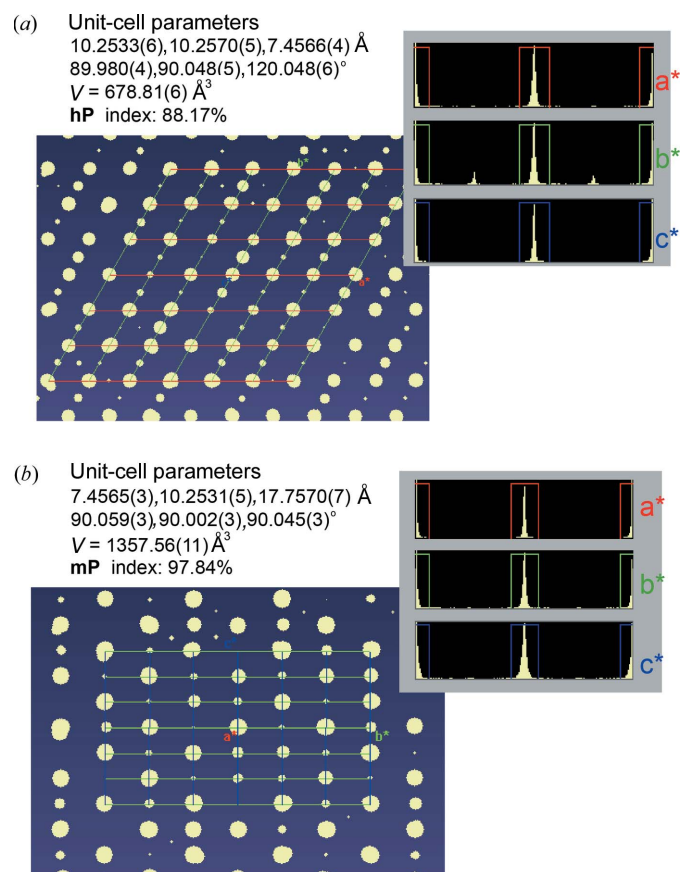 (a) Unit-cell parameters
10.2533(6),10.2570(5),7.4566(4) Å
89.980(4),90.048(5),120.048(6)°
V = 678.81(6) Å³
hP index: 88.17%
a*
b*
c*
b*
a*
(b) Unit-cell parameters
7.4565(3),10.2531(5),17.7570(7) Å
90.059(3),90.002(3),90.045(3)°
V = 1357.56(11) Å³
mP index: 97.84%
a*
b*
c*
a*
b*